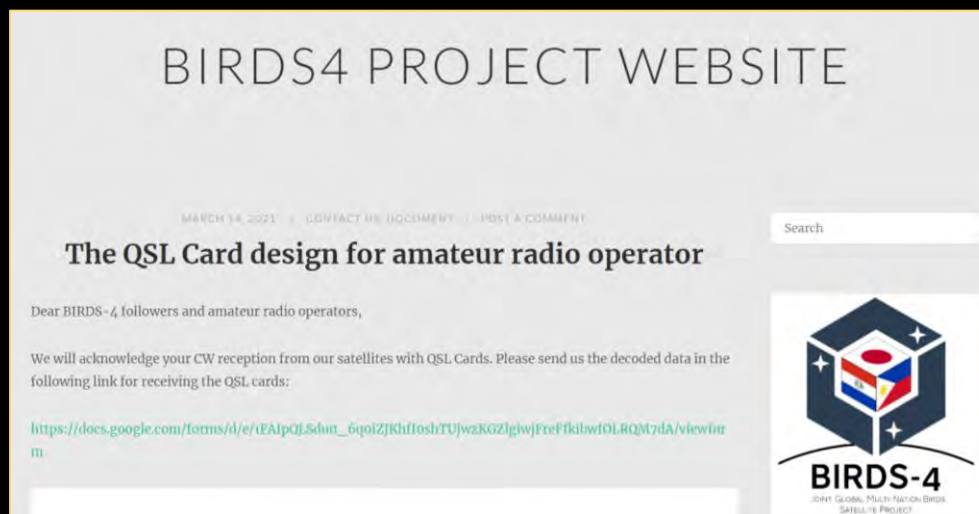 BIRDS4 PROJECT WEBSITE
MARCH 14, 2021 | CONTACT US, DOCUMENT | POST A COMMENT
The QSL Card design for amateur radio operator
Search
Dear BIRDS-4 followers and amateur radio operators,
We will acknowledge your CW reception from our satellites with QSL Cards. Please send us the decoded data in the
following link for receiving the QSL cards:
BIRDS-4
JOINT GLOBAL MULTI-NATION BIRDS
SATELLITE PROJECT